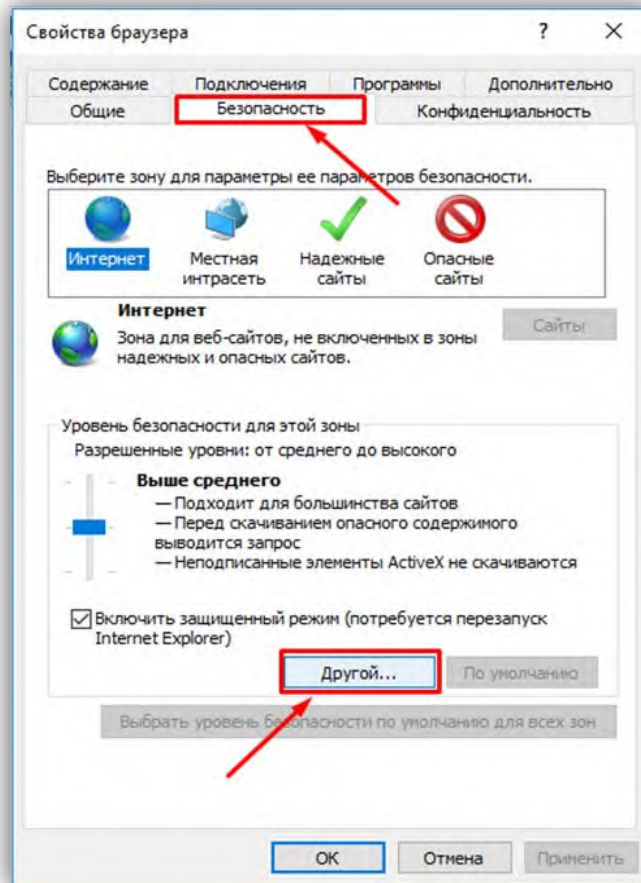 Свойства браузера
?
Содержание Подключения Программы Дополнительно
Общие Безопасность Конфиденциальность
Выберите зону для параметры ее параметров безопасности.
Интернет
Местная
интрасеть
Надежные
сайты
Опасные
сайты
Интернет
Зона для веб-сайтов, не включенных в зоны
надежных и опасных сайтов.
Сайты
Уровень безопасности для этой зоны
Разрешенные уровни: от среднего до высокого
Выше среднего
— Подходит для большинства сайтов
— Перед скачиванием опасного содержимого
выводится запрос
— Неподписанные элементы ActiveX не скачиваются
Включить защищенный режим (потребуется перезапуск
Internet Explorer)
Другой... По умолчанию
Выбрать уровень безопасности по умолчанию для всех зон
ОК Отмена Применить